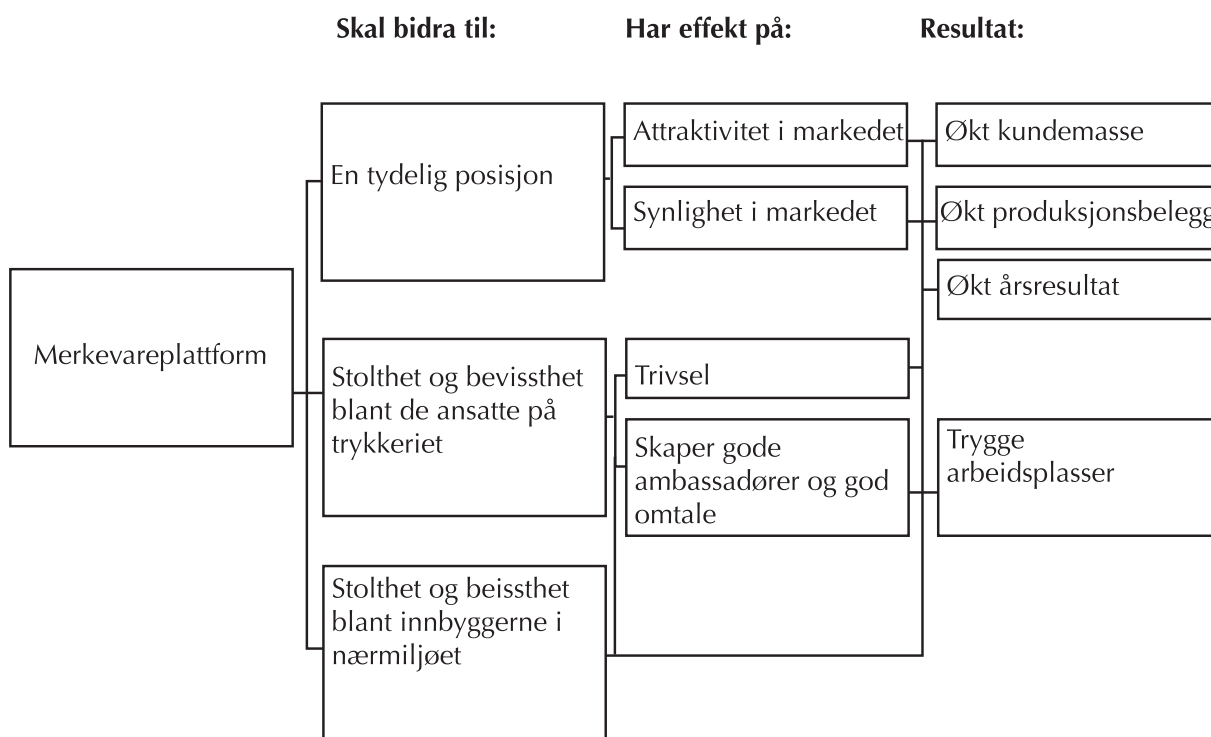 Skal bidra til:
Har effekt på:
Resultat:
Merkevareplattform
En tydelig posisjon
Stolthet og bevissthet
blant de ansatte på
trykkeriet
Stolthet og beissthet
blant innbyggerne i
nærmiljøet
Attraktivitet i markedet
Synlighet i markedet
Trivsel
Skaper gode
ambassadører og god
omtale
Økt kundemasse
Økt produksjonsbelegg
Økt årsresultat
Trygge
arbeidsplasser